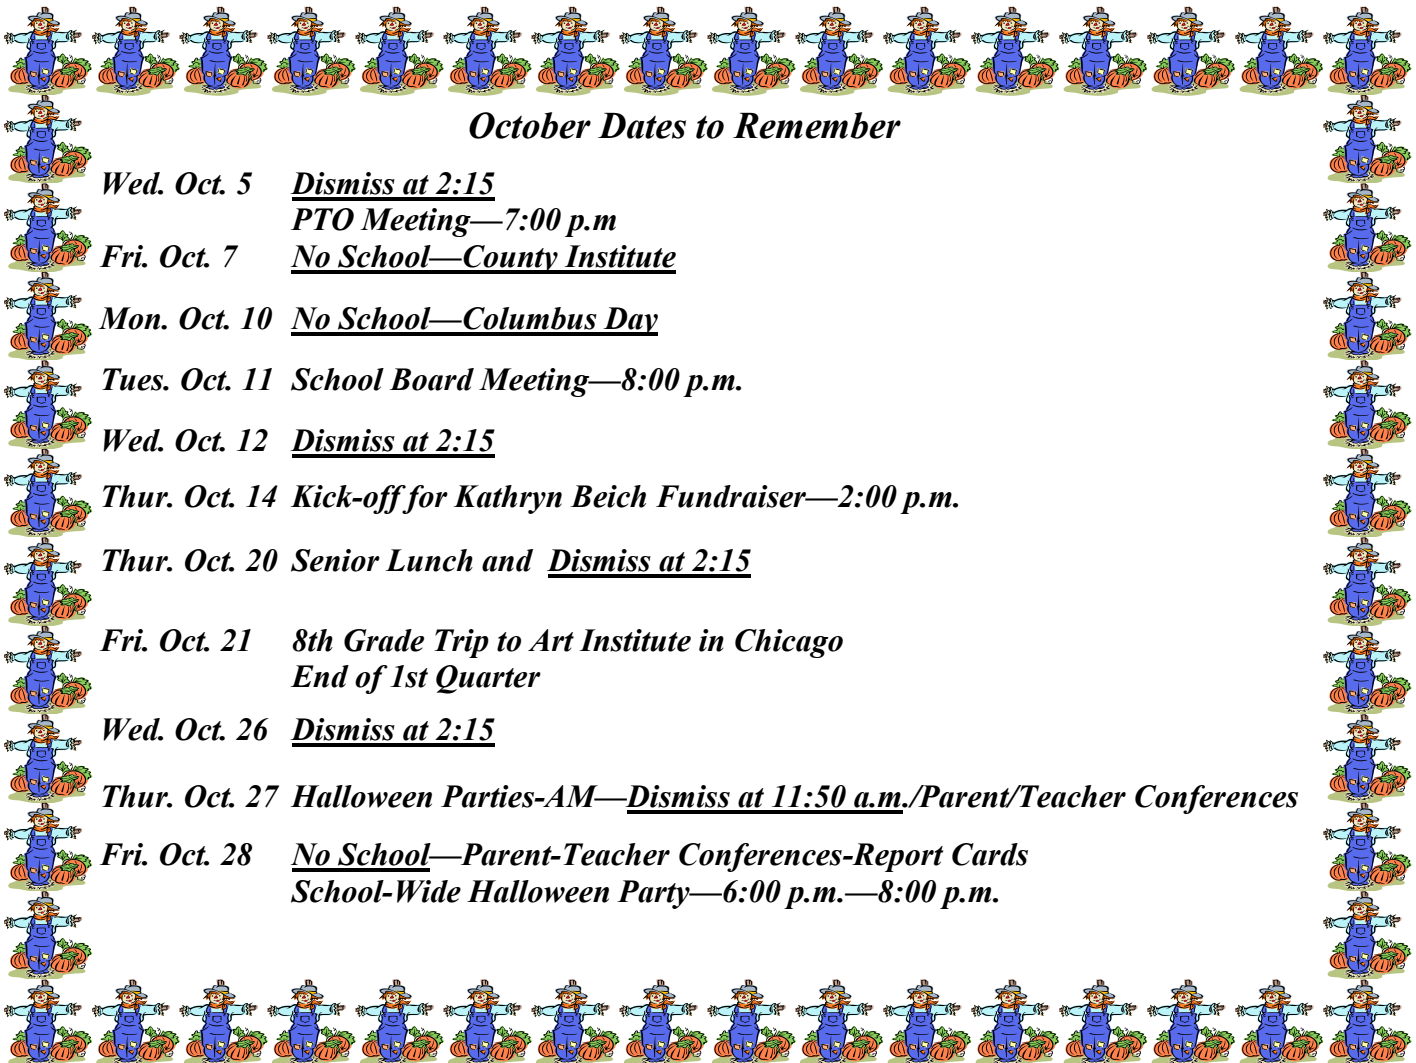 October Dates to Remember
Wed. Oct. 5 Dismiss at 2:15
PTO Meeting—7:00 p.m
Fri. Oct. 7 No School—County Institute
Mon. Oct. 10 No School—Columbus Day
Tues. Oct. 11 School Board Meeting—8:00 p.m.
Wed. Oct. 12 Dismiss at 2:15
Thur. Oct. 14 Kick-off for Kathryn Beich Fundraiser—2:00 p.m.
Thur. Oct. 20 Senior Lunch and Dismiss at 2:15
Fri. Oct. 21 8th Grade Trip to Art Institute in Chicago
End of 1st Quarter
Wed. Oct. 26 Dismiss at 2:15
Thur. Oct. 27 Halloween Parties-AM—Dismiss at 11:50 a.m./Parent/Teacher Conferences
Fri. Oct. 28 No School—Parent-Teacher Conferences-Report Cards
School-Wide Halloween Party—6:00 p.m.—8:00 p.m.